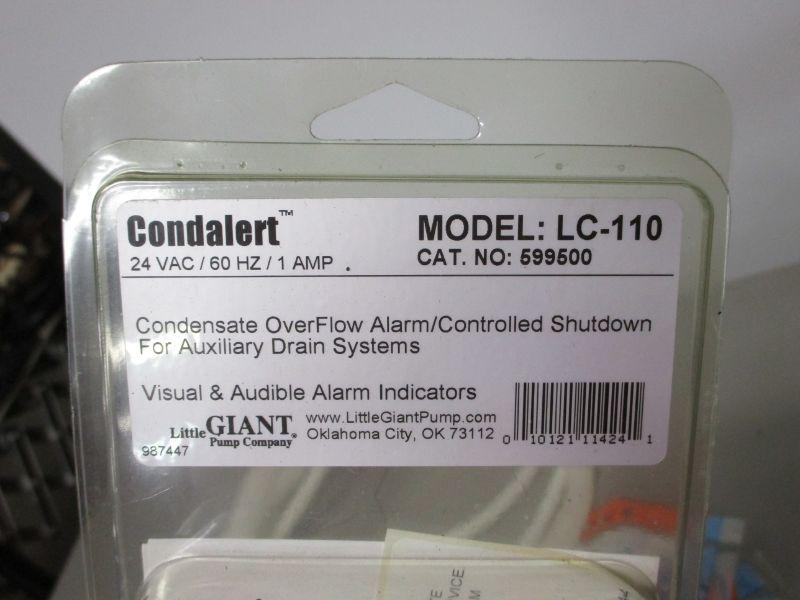 Condalert™
MODEL: LC-110
24 VAC / 60 HZ / 1 AMP .
CAT. NO: 599500
Condensate OverFlow Alarm/Controlled Shutdown
For Auxiliary Drain Systems
Visual & Audible Alarm Indicators
Little GIANT®
Pump Company
www.LittleGiantPump.com
Oklahoma City, OK 73112
987447
0 10121 11424 1
VICE